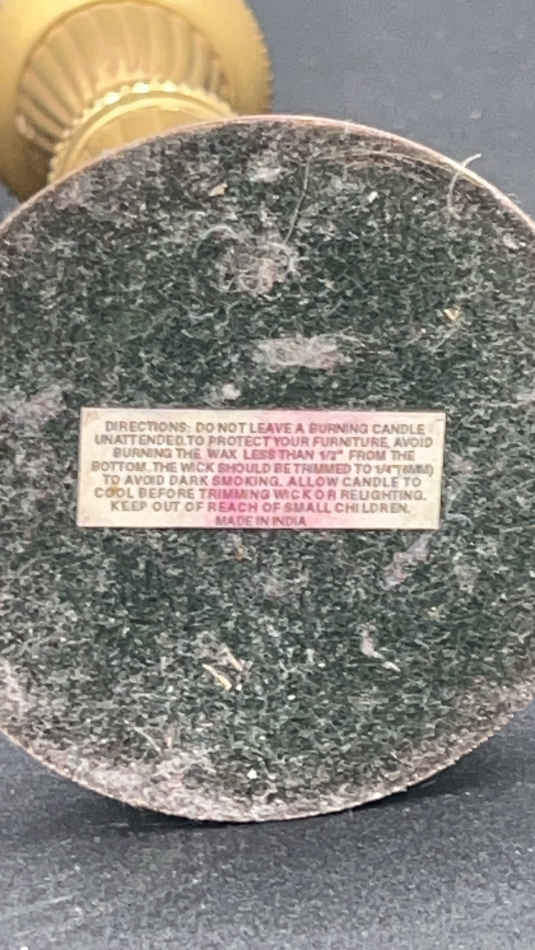 DIRECTIONS: DO NOT LEAVE A BURNING CANDLE
UNATTENDED.TO PROTECT YOUR FURNITURE, AVOID
BURNING THE WAX LESS THAN 1/2" FROM THE
BOTTOM.THE WICK SHOULD BE TRIMMED TO 1/4"(6MM)
TO AVOID DARK SMOKING. ALLOW CANDLE TO
COOL BEFORE TRIMMING WICK OR RELIGHTING.
KEEP OUT OF REACH OF SMALL CHILDREN.
MADE IN INDIA